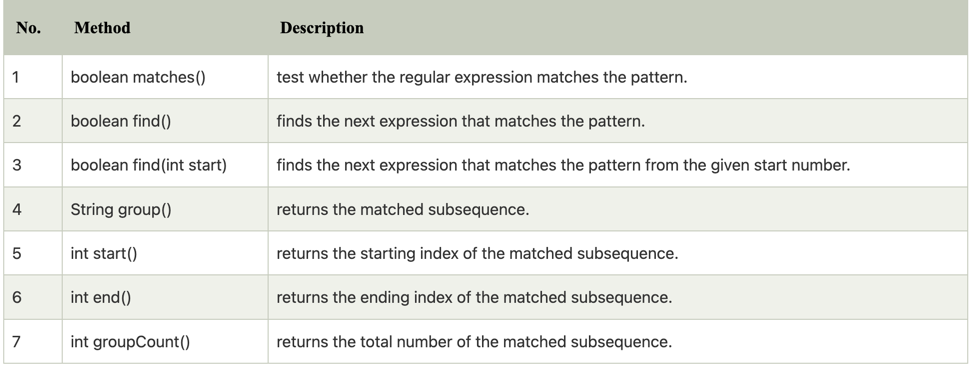 No. Method Description
1 boolean matches() test whether the regular expression matches the pattern.
2 boolean find() finds the next expression that matches the pattern.
3 boolean find(int start) finds the next expression that matches the pattern from the given start number.
4 String group() returns the matched subsequence.
5 int start() returns the starting index of the matched subsequence.
6 int end() returns the ending index of the matched subsequence.
7 int groupCount() returns the total number of the matched subsequence.